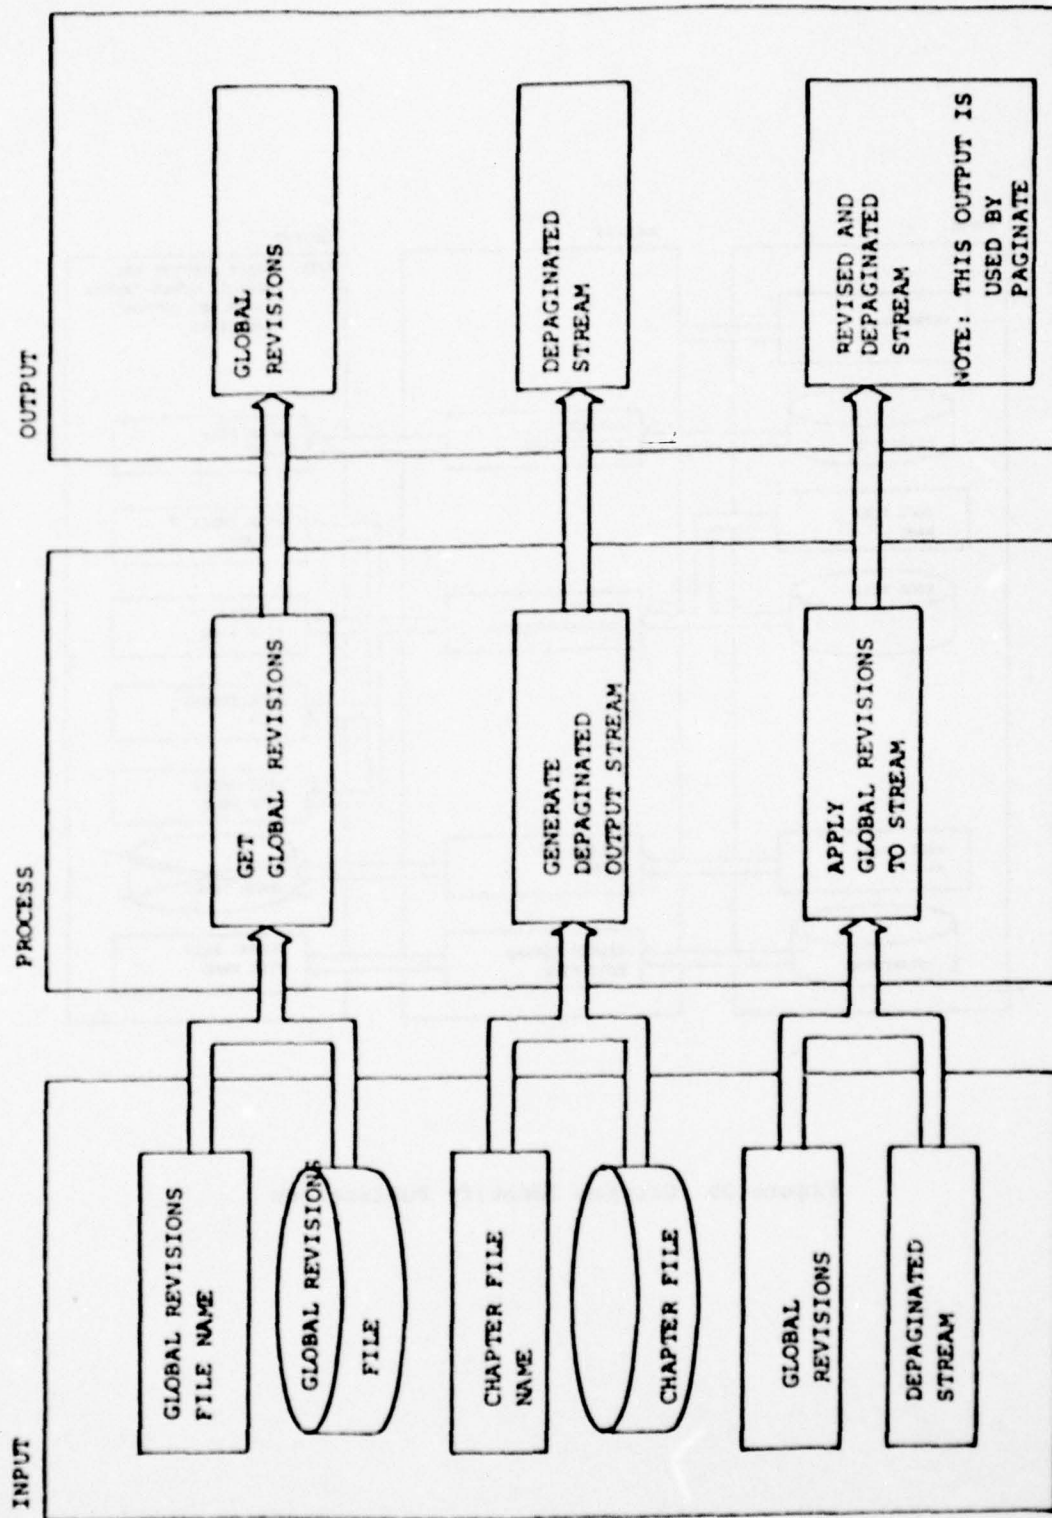 INPUT
PROCESS
OUTPUT
GLOBAL REVISIONS
FILE NAME
GLOBAL REVISIONS
FILE
GET
GLOBAL REVISIONS
GLOBAL
REVISIONS
CHAPTER FILE
NAME
CHAPTER FILE
GENERATE
DEPAGINATED
OUTPUT STREAM
DEPAGINATED
STREAM
GLOBAL
REVISIONS
DEPAGINATED
STREAM
APPLY
GLOBAL REVISIONS
TO STREAM
REVISED AND
DEPAGINATED
STREAM
NOTE: THIS OUTPUT IS
USED BY
PAGINATE